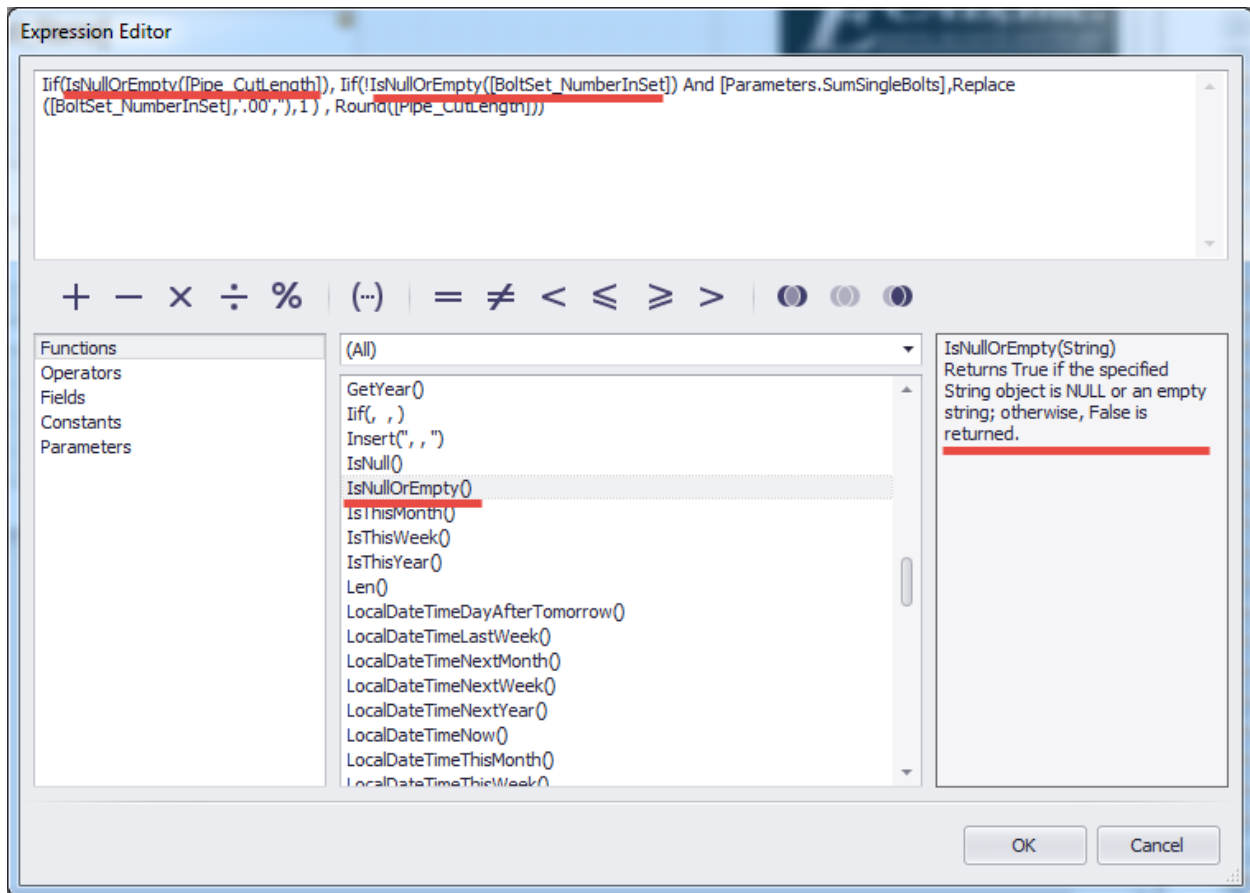 Expression Editor
Iif(IsNullOrEmpty([Pipe_CutLength]), Iif(!IsNullOrEmpty([BoltSet_NumberInSet]) And [Parameters.SumSingleBolts],Replace
([BoltSet_NumberInSet],'.00',''),1 ) , Round([Pipe_CutLength]))
+ − × ÷ % (···) = ≠ < ⩽ ⩾ >
Functions
Operators
Fields
Constants
Parameters
(All)
GetYear()
Iif(, , )
Insert('', , '')
IsNull()
IsNullOrEmpty()
IsThisMonth()
IsThisWeek()
IsThisYear()
Len()
LocalDateTimeDayAfterTomorrow()
LocalDateTimeLastWeek()
LocalDateTimeNextMonth()
LocalDateTimeNextWeek()
LocalDateTimeNextYear()
LocalDateTimeNow()
LocalDateTimeThisMonth()
LocalDateTimeThisWeek()
IsNullOrEmpty(String)
Returns True if the specified
String object is NULL or an empty
string; otherwise, False is
returned.
OK
Cancel